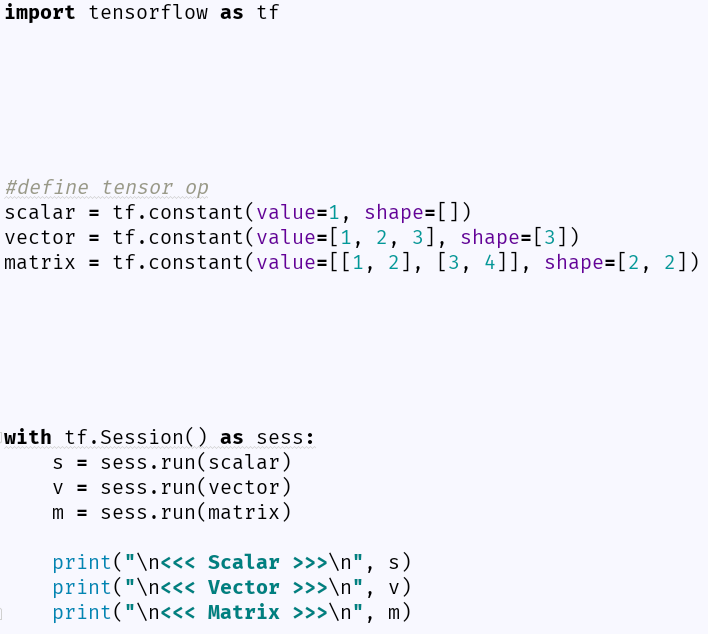 import tensorflow as tf
#define tensor op
scalar = tf.constant(value=1, shape=[])
vector = tf.constant(value=[1, 2, 3], shape=[3])
matrix = tf.constant(value=[[1, 2], [3, 4]], shape=[2, 2])
with tf.Session() as sess:
    s = sess.run(scalar)
    v = sess.run(vector)
    m = sess.run(matrix)
    print("\n<<< Scalar >>>\n", s)
    print("\n<<< Vector >>>\n", v)
    print("\n<<< Matrix >>>\n", m)